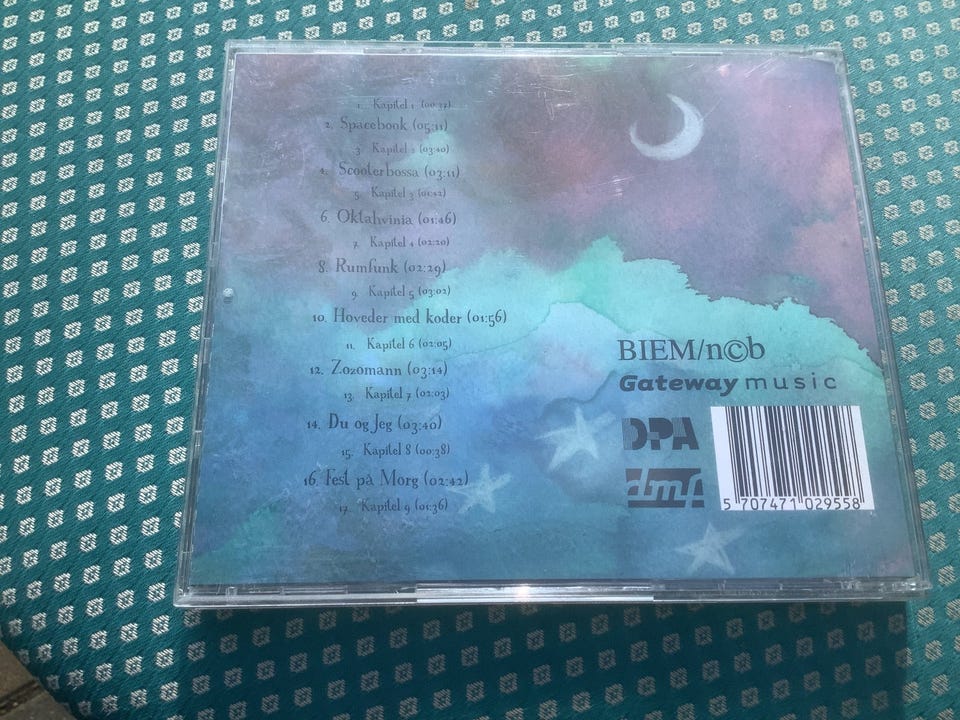 1. Kapitel 1 (00:37)
2. Spacebook (05:11)
3. Kapitel 2 (03:40)
4. Scooterbossa (03:11)
5. Kapitel 3 (01:42)
6. Oktahvinia (01:46)
7. Kapitel 4 (02:20)
8. Rumfunk (02:29)
9. Kapitel 5 (03:02)
10. Hoveder med koder (01:56)
11. Kapitel 6 (02:05)
12. Zozomann (03:14)
13. Kapitel 7 (02:03)
14. Du og Jeg (03:40)
15. Kapitel 8 (00:38)
16. Fest på Morg (02:42)
17. Kapitel 9 (01:36)
BIEM/n©b
Gateway music
DPA
dmf
5 707471 029558